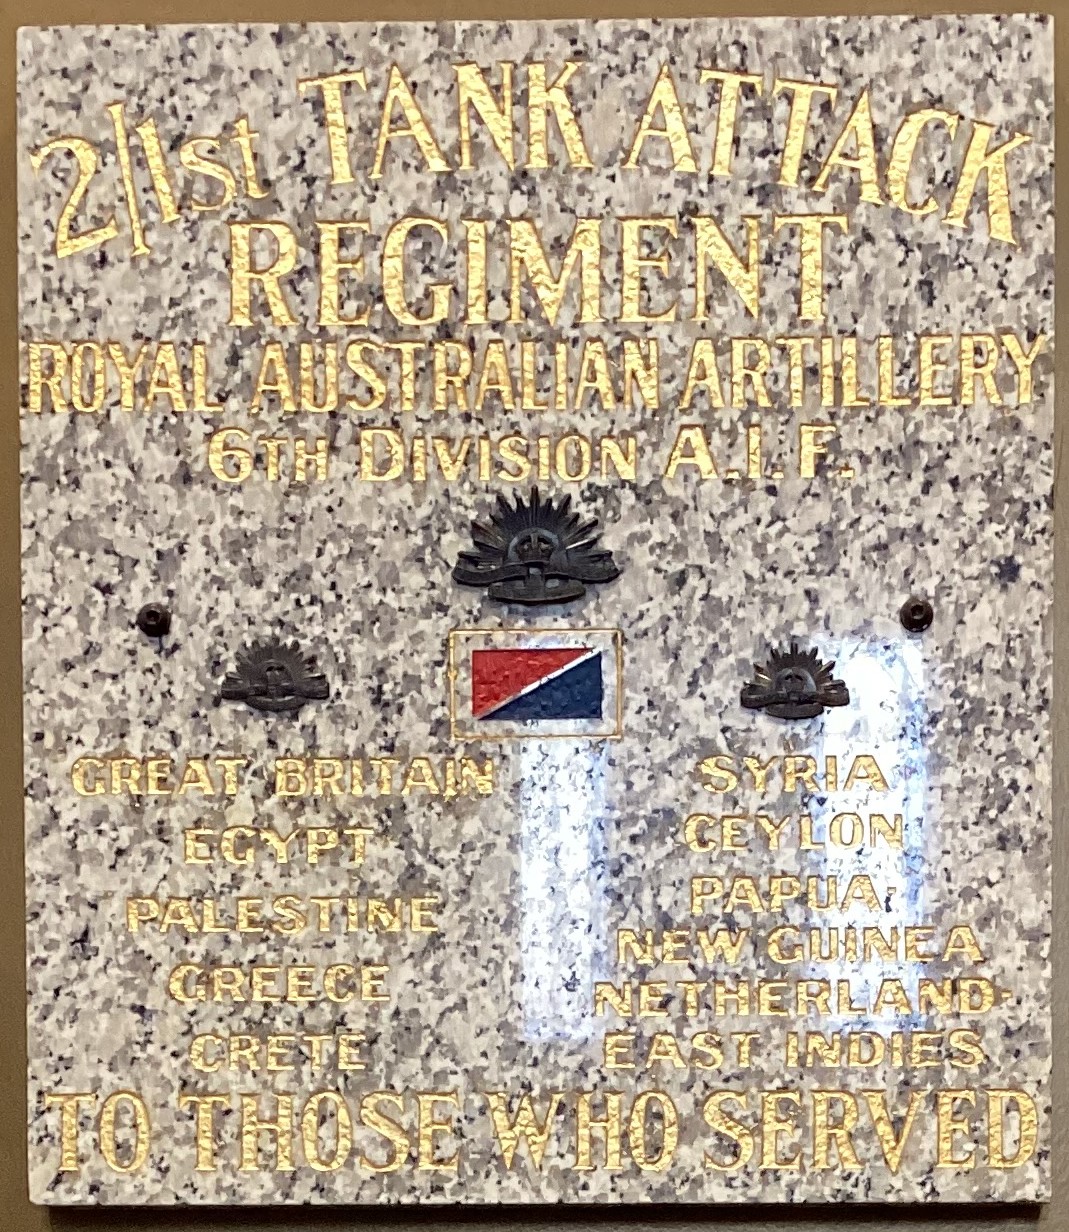 2/1st TANK ATTACK
REGIMENT
ROYAL AUSTRALIAN ARTILLERY
6TH DIVISION A.I.F.
GREAT BRITAIN
EGYPT
PALESTINE
GREECE
CRETE
SYRIA
CEYLON
PAPUA-
NEW GUINEA
NETHERLAND-
EAST INDIES
TO THOSE WHO SERVED